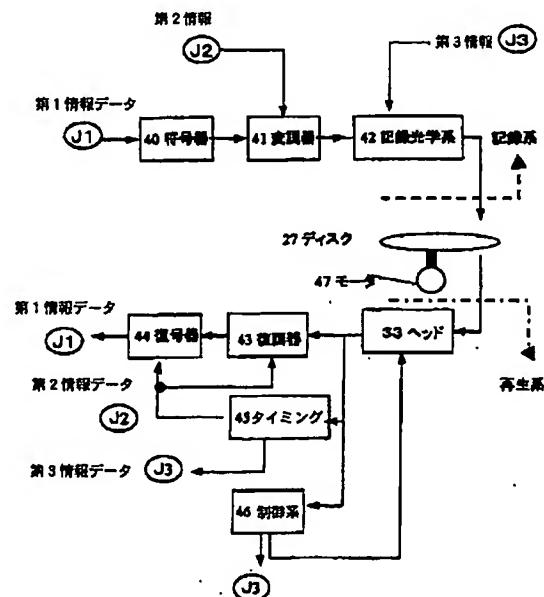 第2情報
J2
第3情報 J3
第1情報データ
J1
40 符号器
41 変調器
42 記録光学系
記録系
27 ディスク
47 モータ
第1情報データ
J1
44 復号器
43 復調器
33 ヘッド
再生系
第2情報データ
J2
45タイミング
第3情報データ J3
46 制御系
J3